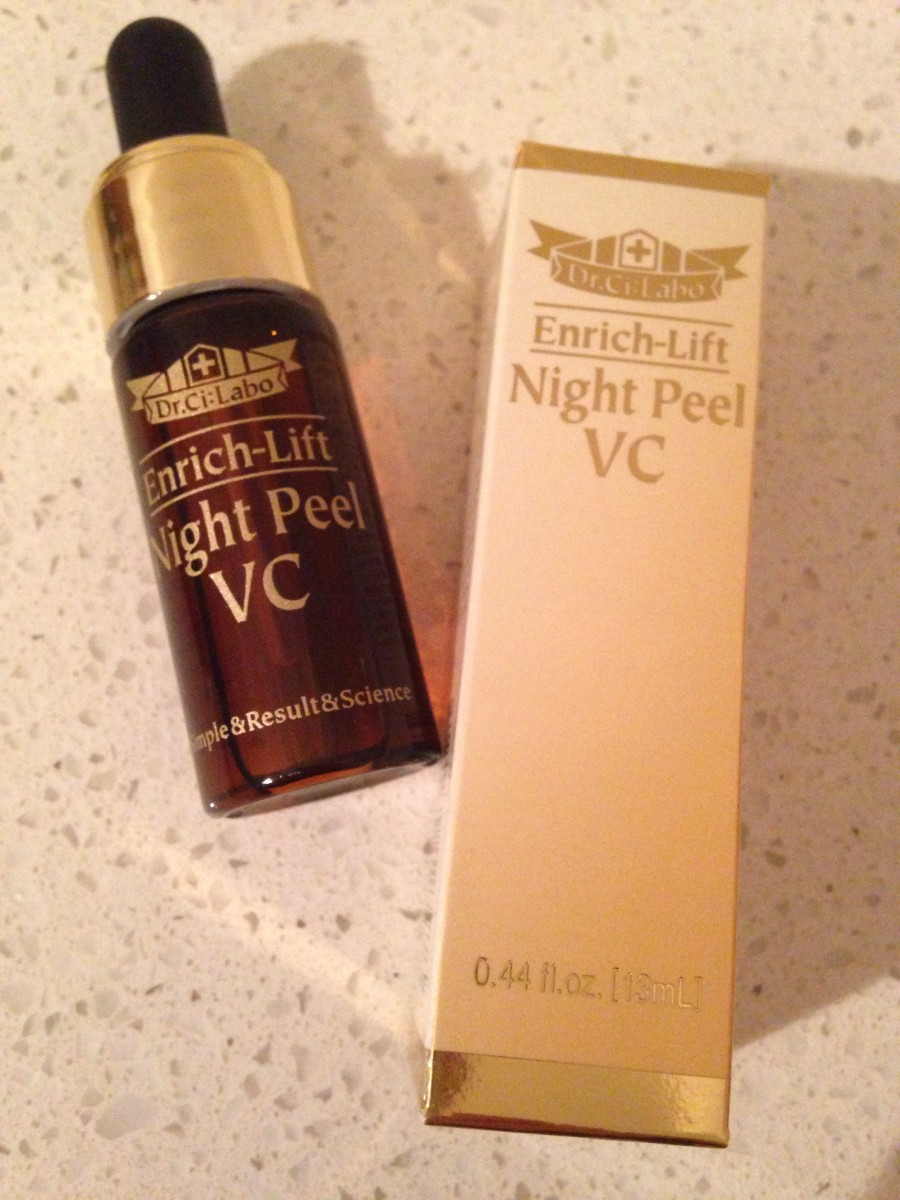 Dr.Ci:Labo
Enrich-Lift
Night Peel
VC
Simple&Result&Science
Dr.Ci:Labo
Enrich-Lift
Night Peel
VC
0.44 fl.oz. [13mL]